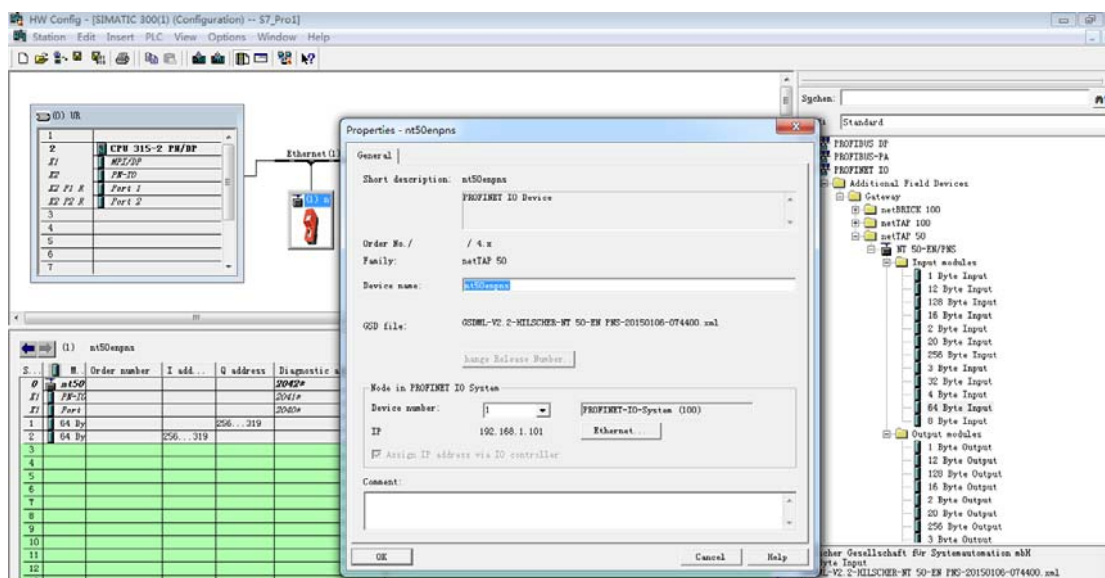 HW Config - [SIMATIC 300(1) (Configuration) -- S7_Pro1]
Station Edit Insert PLC View Options Window Help
(0) UR
1
2 CPU 315-2 PN/DP
X1 MPI/DP
X2 PN-IO
X2 P1 R Port 1
X2 P2 R Port 2
3
4
5
6
7
Ethernet(1)
(1) n
(1) nt50enpns
S... M. Order number I add... Q address Diagnostic a
0 nt50 2042*
X1 PN-IO 2041*
X1 Port 2040*
1 64 By 256...319
2 64 By 256...319
3
4
5
6
7
8
9
10
11
12
Properties - nt50enpns
General
Short description: nt50enpns
PROFINET IO Device
Order No./ / 4.x
Family: netTAP 50
Device name: nt50enpns
GSD file: GSDML-V2.2-HILSCHER-NT 50-EN PNS-20150106-074400.xml
hange Release Number..
Node in PROFINET IO System
Device number: 1 PROFINET-IO-System (100)
IP 192.168.1.101 Ethernet...
Assign IP address via IO controller
Comment:
OK Cancel Help
Suchen:
Standard
PROFIBUS DP
PROFIBUS-PA
PROFINET IO
Additional Field Devices
Gateway
netBRICK 100
netTAP 100
netTAP 50
NT 50-EN/PNS
Input modules
1 Byte Input
12 Byte Input
128 Byte Input
16 Byte Input
2 Byte Input
20 Byte Input
256 Byte Input
3 Byte Input
32 Byte Input
4 Byte Input
64 Byte Input
8 Byte Input
Output modules
1 Byte Output
12 Byte Output
128 Byte Output
16 Byte Output
2 Byte Output
20 Byte Output
256 Byte Output
3 Byte Output
cher Gesellschaft für Systemautomation mbH
yte Input
L-V2.2-HILSCHER-NT 50-EN PNS-20150106-074400.xml